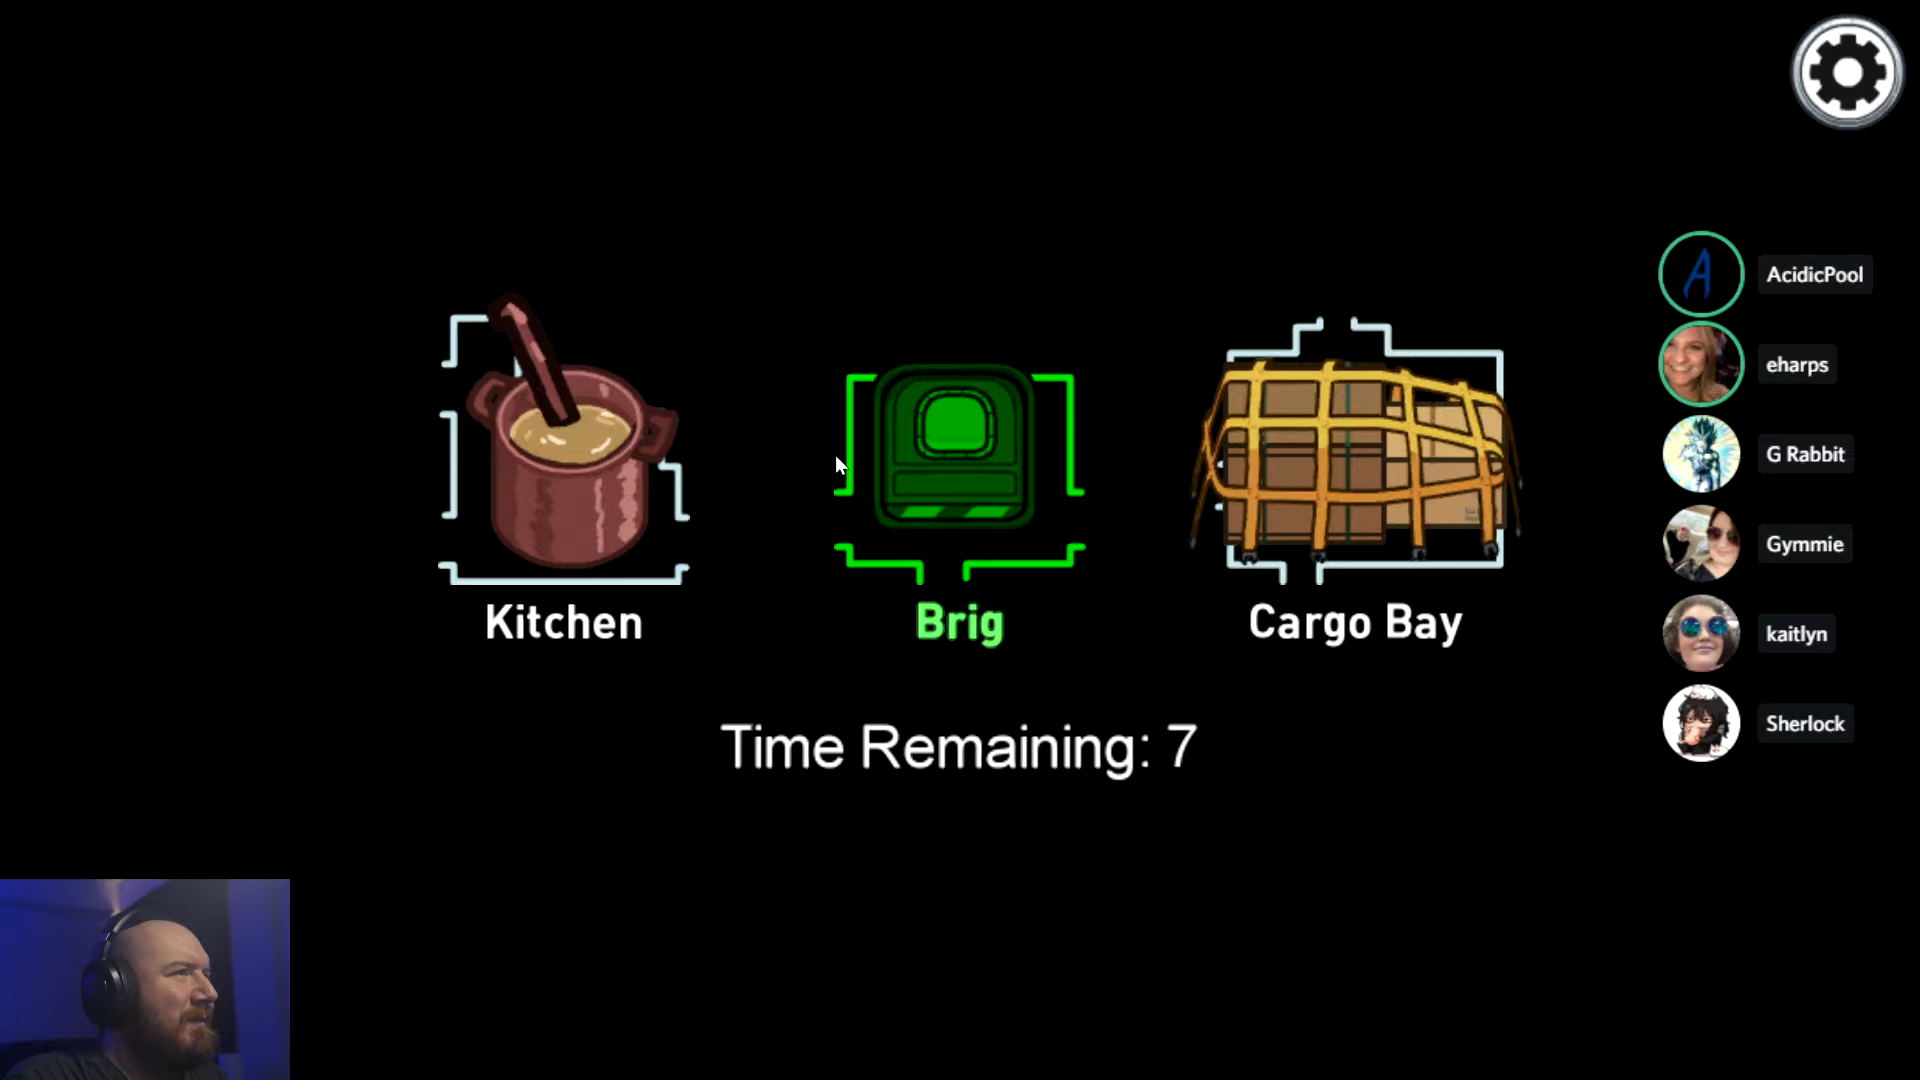 AcidicPool
eharps
G Rabbit
Gymmie
kaitlyn
Sherlock
Kitchen
Brig
Cargo Bay
Time Remaining: 7
A